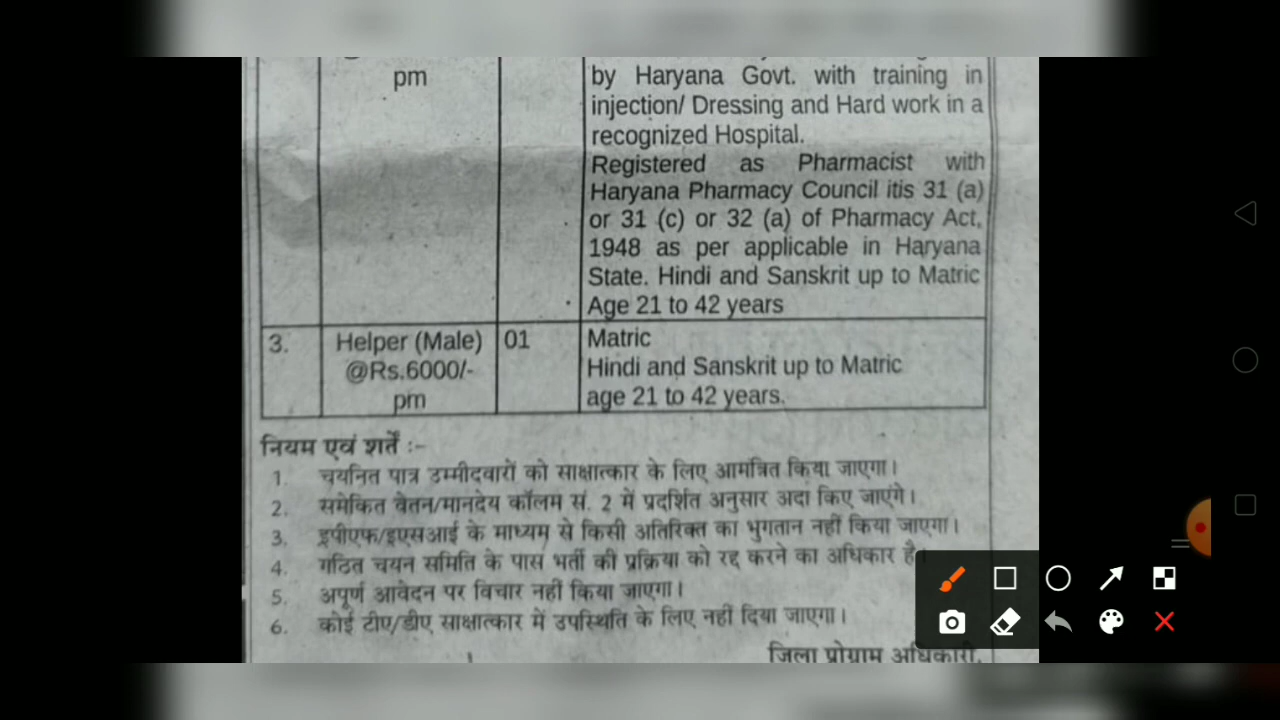 pm
by Haryana Govt. with training in
injection/ Dressing and Hard work in a
recognized Hospital.
Registered as Pharmacist with
Haryana Pharmacy Council itis 31 (a)
or 31 (c) or 32 (a) of Pharmacy Act,
1948 as per applicable in Haryana
State. Hindi and Sanskrit up to Matric
Age 21 to 42 years
3. Helper (Male) 01 Matric
@Rs.6000/- Hindi and Sanskrit up to Matric
pm age 21 to 42 years.
नियम एवं शर्तें :-
1. चयनित पात्र उम्मीदवारों को साक्षात्कार के लिए आमंत्रित किया जाएगा।
2. समेकित वेतन/मानदेय कॉलम सं. 2 में प्रदर्शित अनुसार अदा किए जाएंगे।
3. इपीएफ/इएसआई के माध्यम से किसी अतिरिक्त का भुगतान नहीं किया जाएगा।
4. गठित चयन समिति के पास भर्ती की प्रक्रिया को रद्द करने का अधिकार है।
5. अपूर्ण आवेदन पर विचार नहीं किया जाएगा।
6. कोई टीए/डीए साक्षात्कार में उपस्थिति के लिए नहीं दिया जाएगा।
जिला प्रोग्राम अधिकारी,